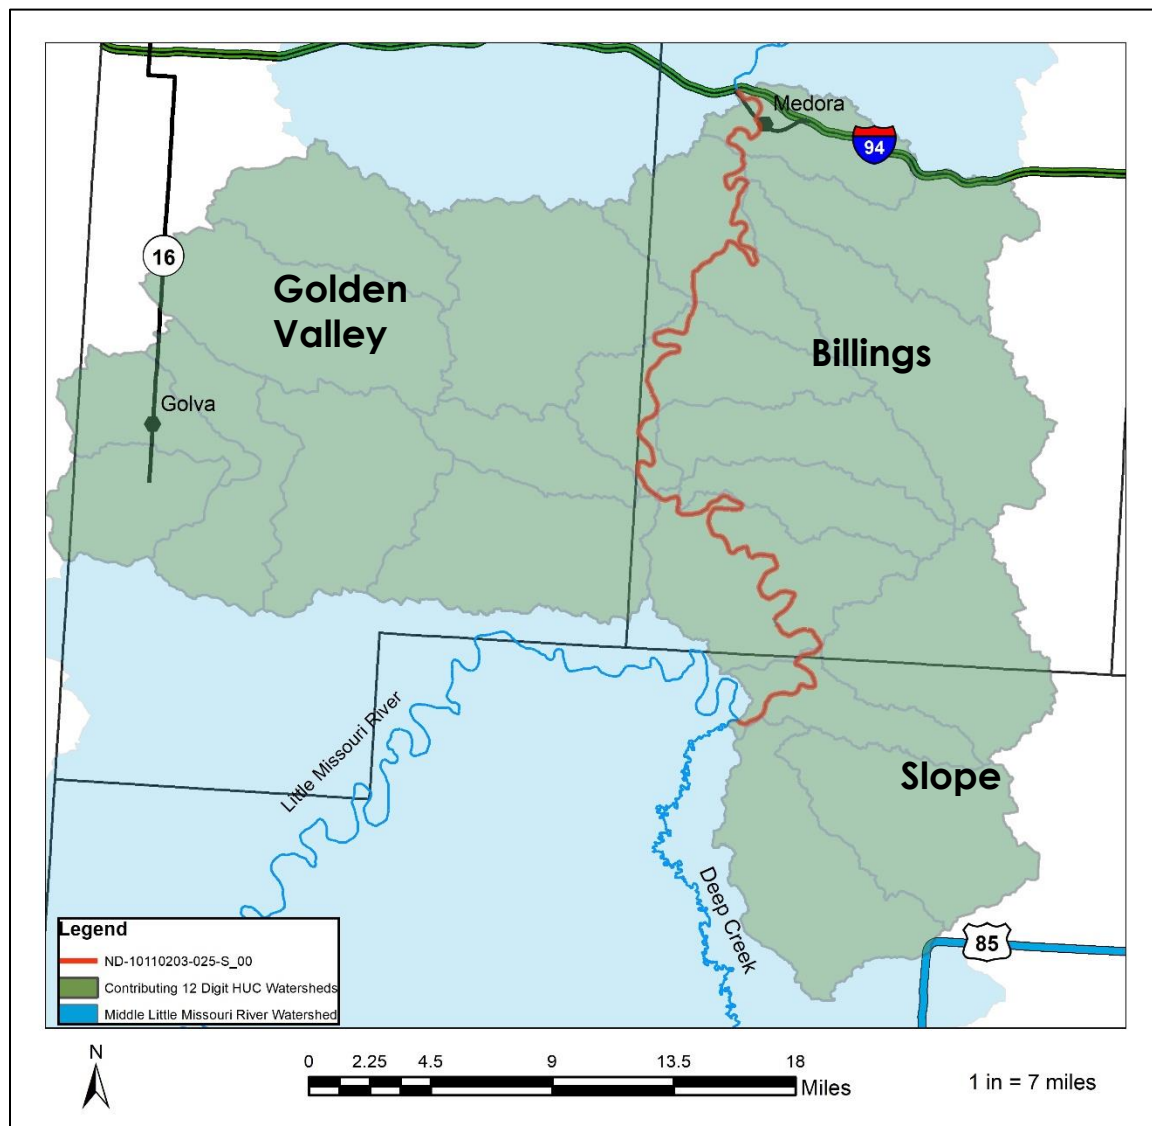 Medora
94
16
Golden
Valley
Billings
Golva
Little Missouri River
Slope
Deep Creek
85
Legend
ND-10110203-025-S_00
Contributing 12 Digit HUC Watersheds
Middle Little Missouri River Watershed
N
0 2.25 4.5 9 13.5 18
Miles
1 in = 7 miles